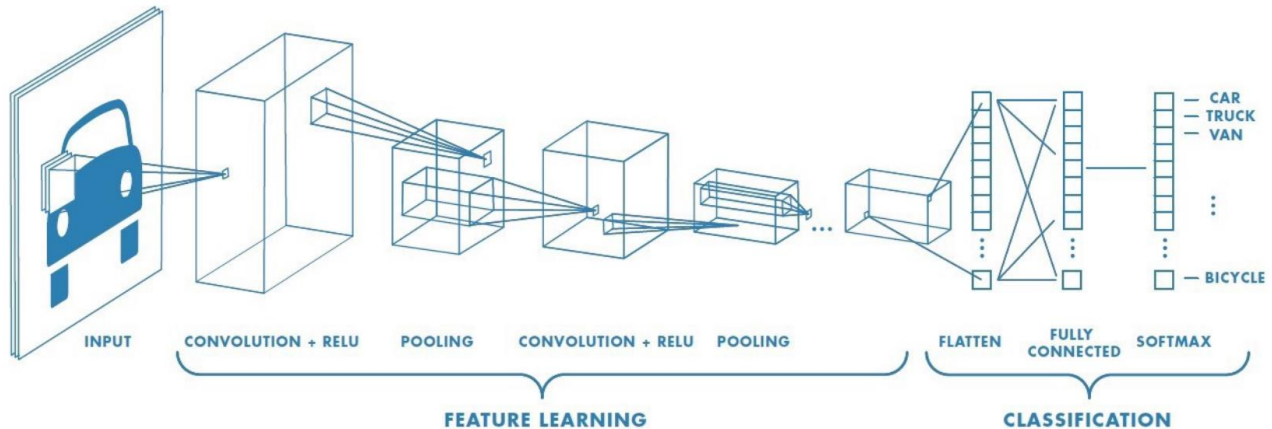 CAR
TRUCK
VAN
BICYCLE
INPUT
CONVOLUTION + RELU
POOLING
CONVOLUTION + RELU
POOLING
FLATTEN
FULLY
CONNECTED
SOFTMAX
FEATURE LEARNING
CLASSIFICATION